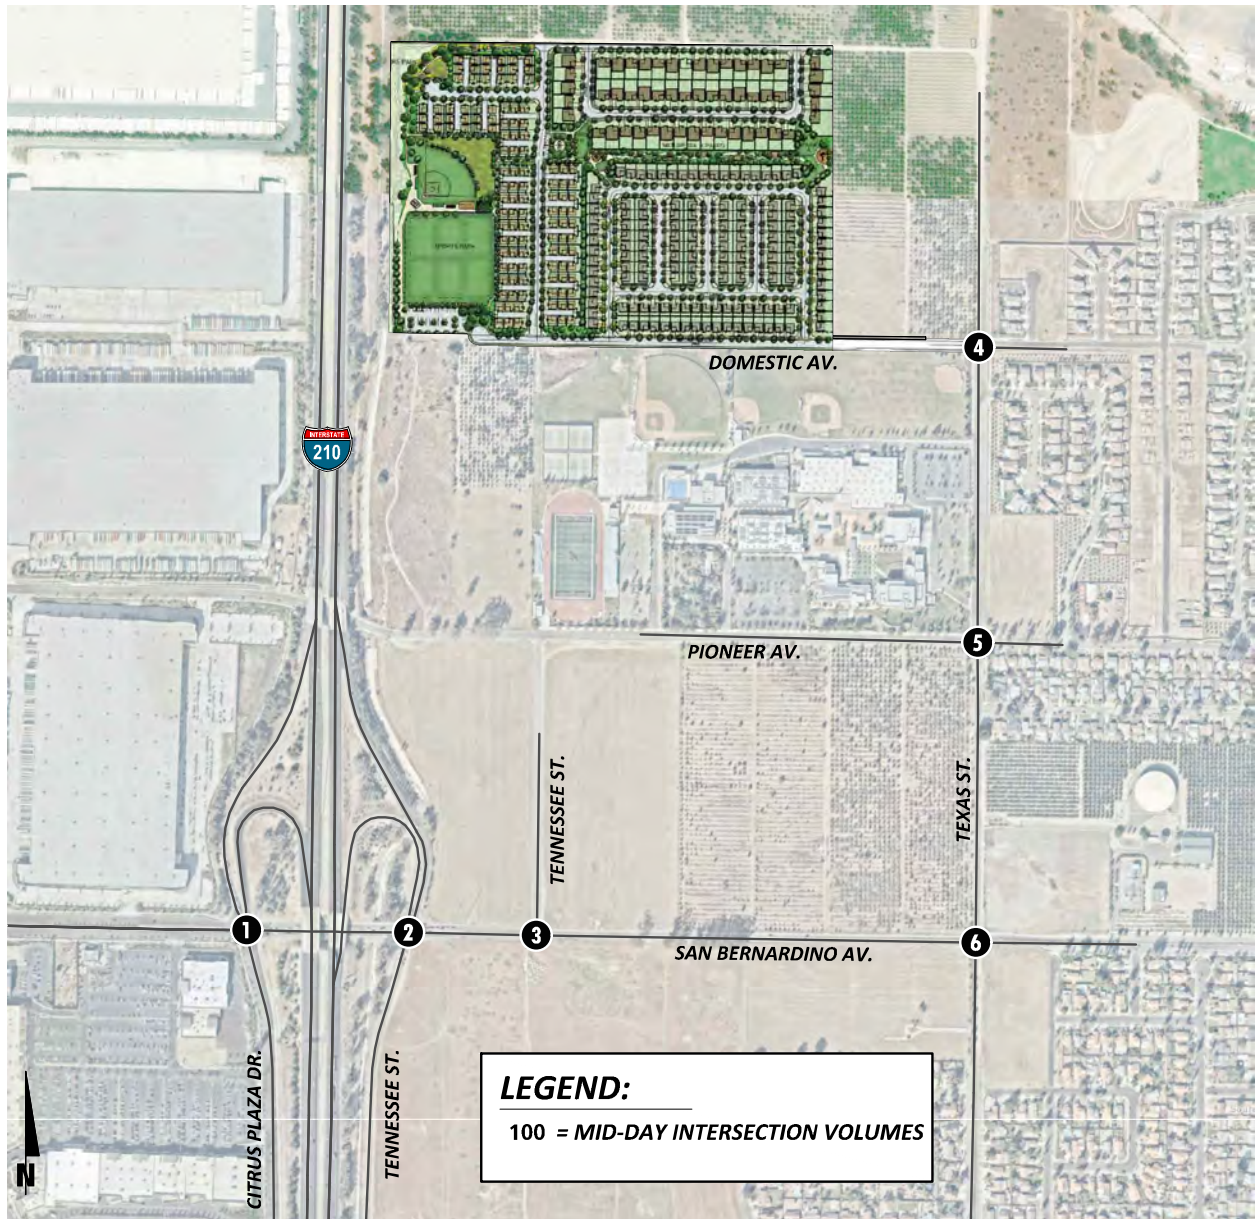 DOMESTIC AV.
4
INTERSTATE
210
5
PIONEER AV.
TENNESSEE ST.
TEXAS ST.
1
2
3
6
SAN BERNARDINO AV.
CITRUS PLAZA DR.
TENNESSEE ST.
LEGEND:
100 = MID-DAY INTERSECTION VOLUMES
N